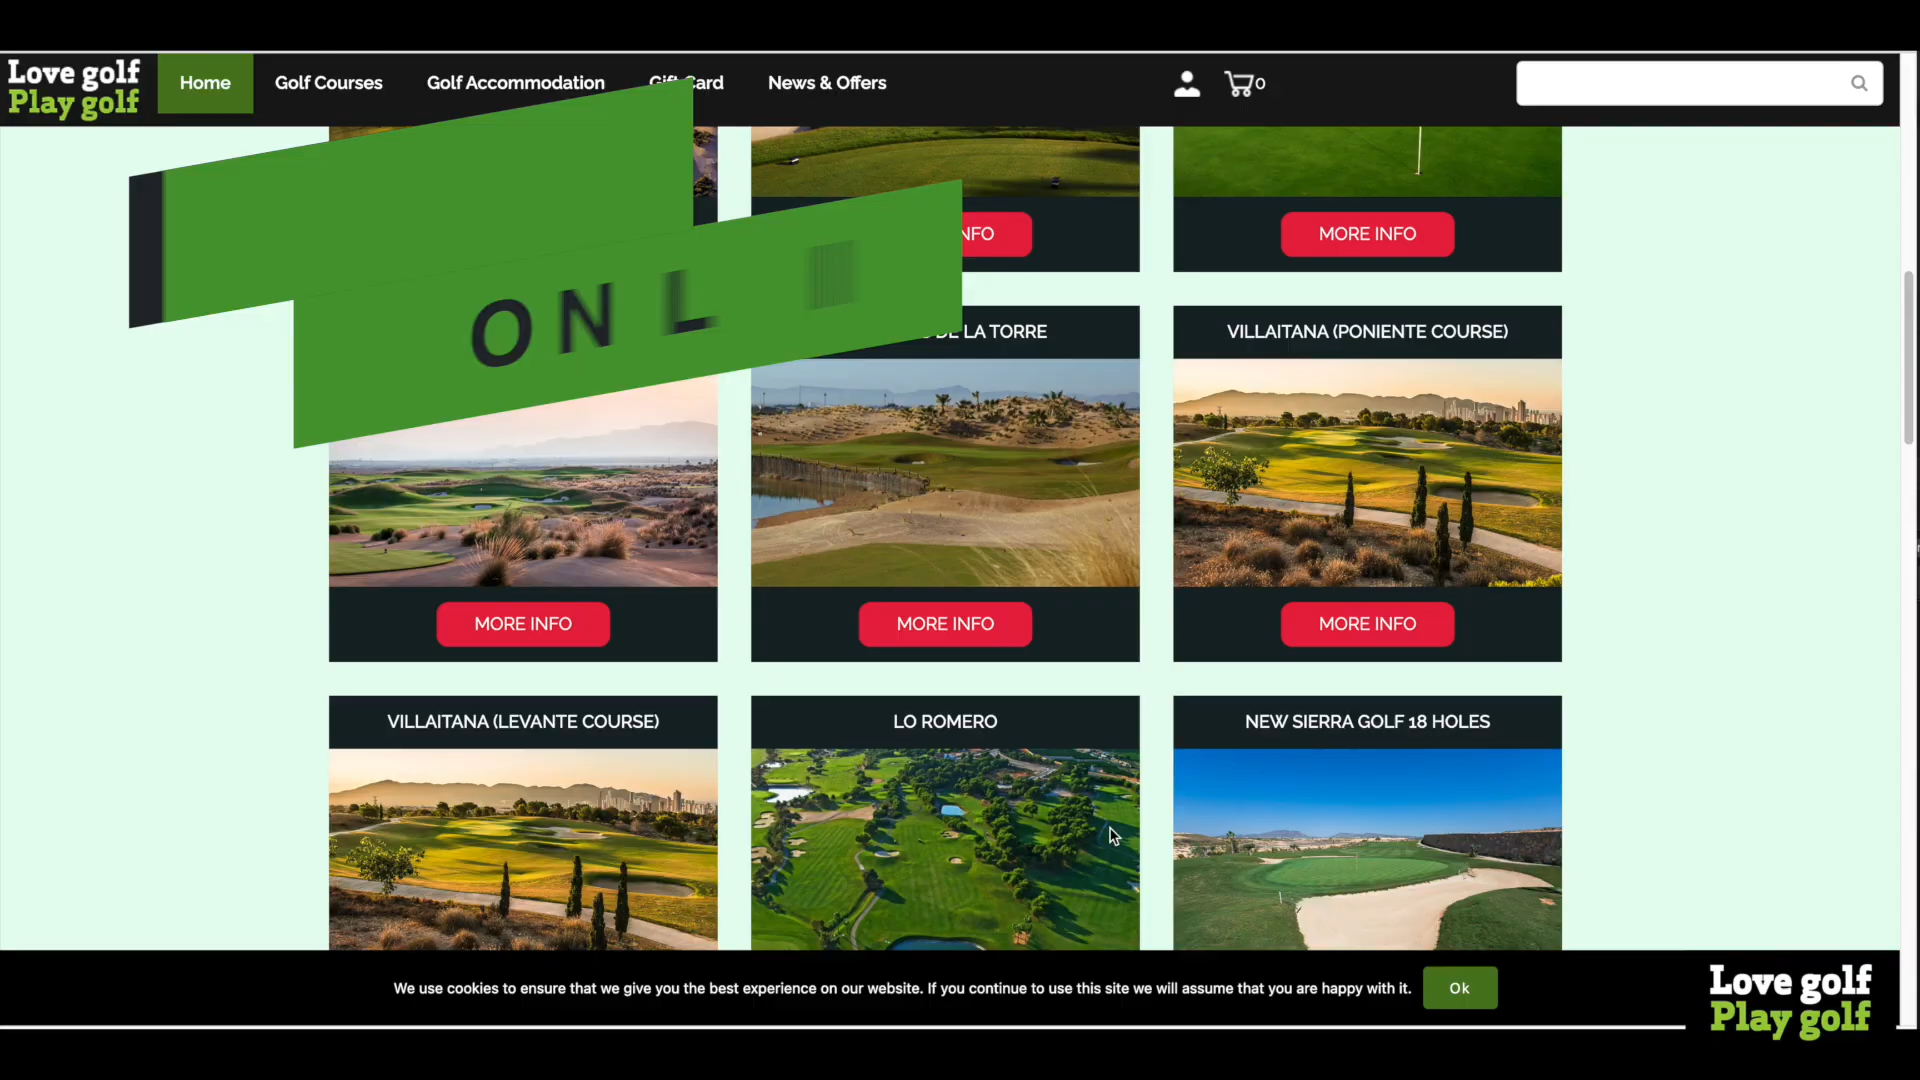 Love golf
Play golf
Home
Golf Courses
Golf Accommodation
Card
News & Offers
0
MORE INFO
ONL
LA TORRE
VILLAITANA (PONIENTE COURSE)
MORE INFO
MORE INFO
MORE INFO
VILLAITANA (LEVANTE COURSE)
LO ROMERO
NEW SIERRA GOLF 18 HOLES
We use cookies to ensure that we give you the best experience on our website. If you continue to use this site we will assume that you are happy with it.
Ok
Love golf
Play golf